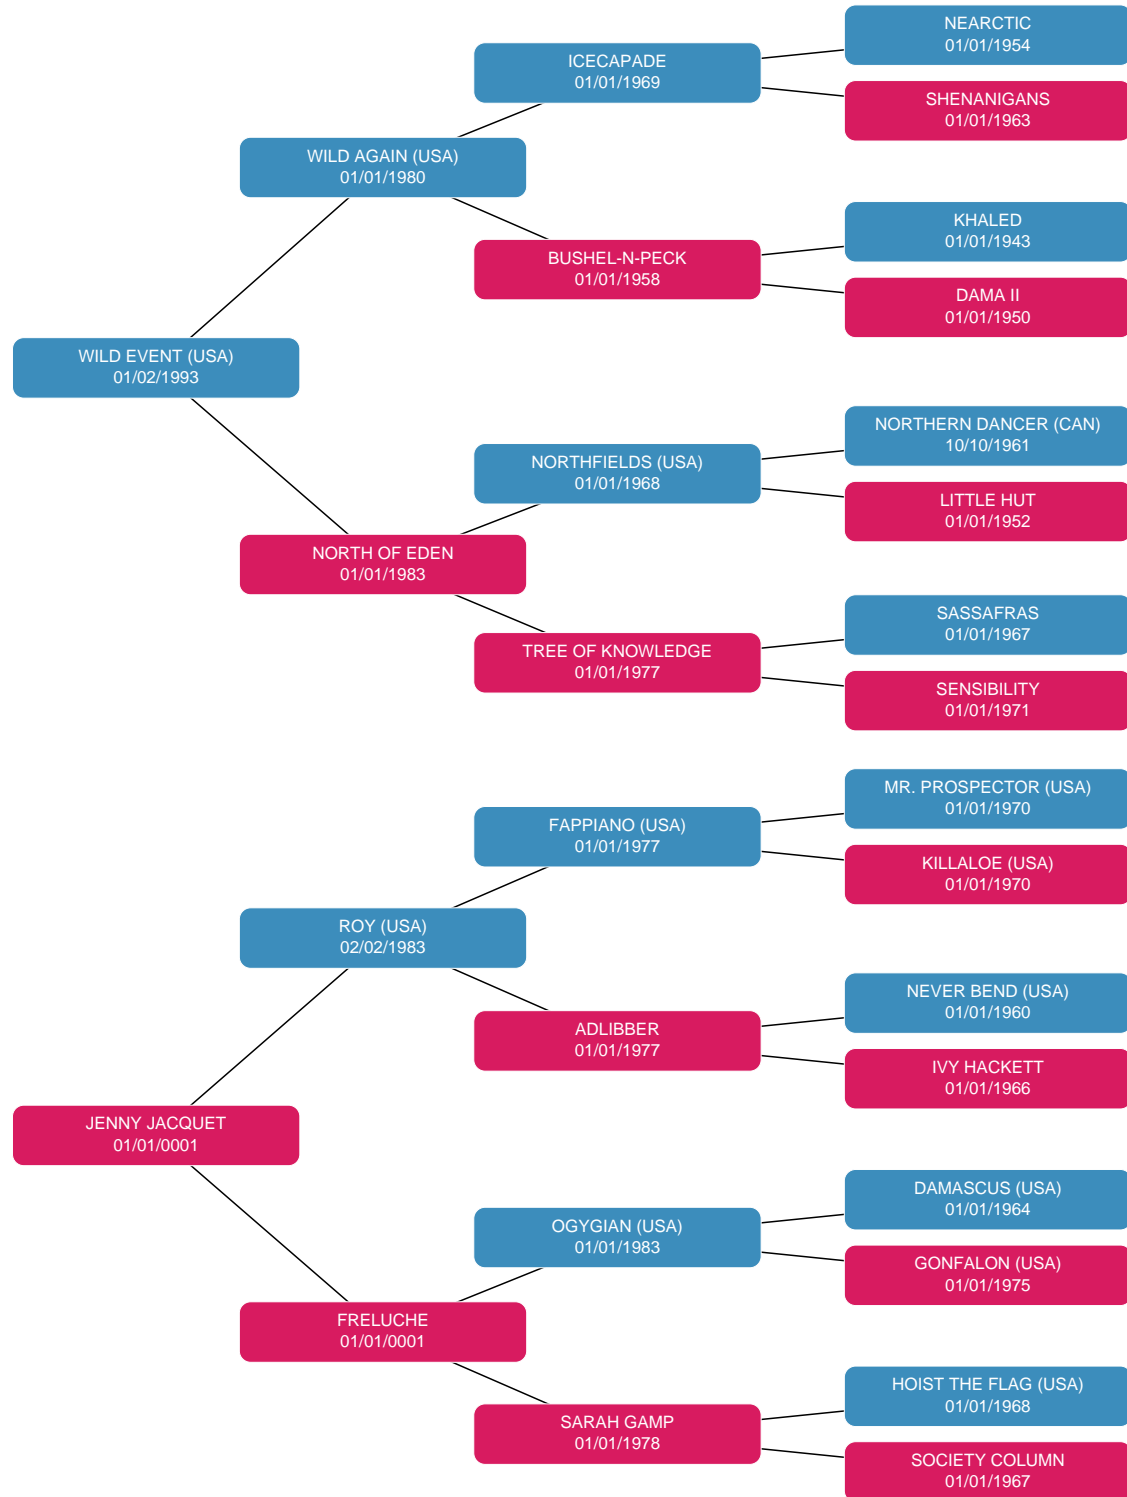 NEARCTIC
01/01/1954
ICECAPADE
01/01/1969
SHENANIGANS
01/01/1963
WILD AGAIN (USA)
01/01/1980
KHALED
01/01/1943
BUSHEL-N-PECK
01/01/1958
DAMA II
01/01/1950
WILD EVENT (USA)
01/02/1993
NORTHERN DANCER (CAN)
10/10/1961
NORTHFIELDS (USA)
01/01/1968
LITTLE HUT
01/01/1952
NORTH OF EDEN
01/01/1983
SASSAFRAS
01/01/1967
TREE OF KNOWLEDGE
01/01/1977
SENSIBILITY
01/01/1971
MR. PROSPECTOR (USA)
01/01/1970
FAPPIANO (USA)
01/01/1977
KILLALOE (USA)
01/01/1970
ROY (USA)
02/02/1983
NEVER BEND (USA)
01/01/1960
ADLIBBER
01/01/1977
IVY HACKETT
01/01/1966
JENNY JACQUET
01/01/0001
DAMASCUS (USA)
01/01/1964
OGYGIAN (USA)
01/01/1983
GONFALON (USA)
01/01/1975
FRELUCHE
01/01/0001
HOIST THE FLAG (USA)
01/01/1968
SARAH GAMP
01/01/1978
SOCIETY COLUMN
01/01/1967